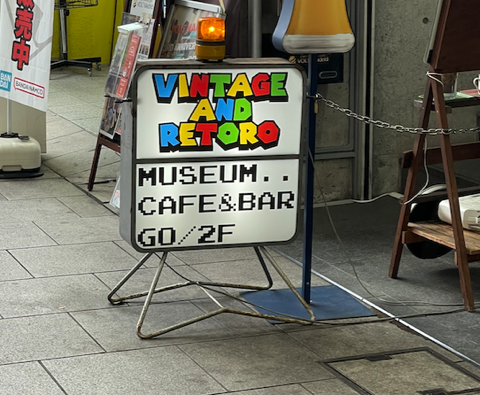 VINTAGE
AND
RETORO
MUSEUM..
CAFE&BAR
GO/2F
売中
BANDAI NAMCO